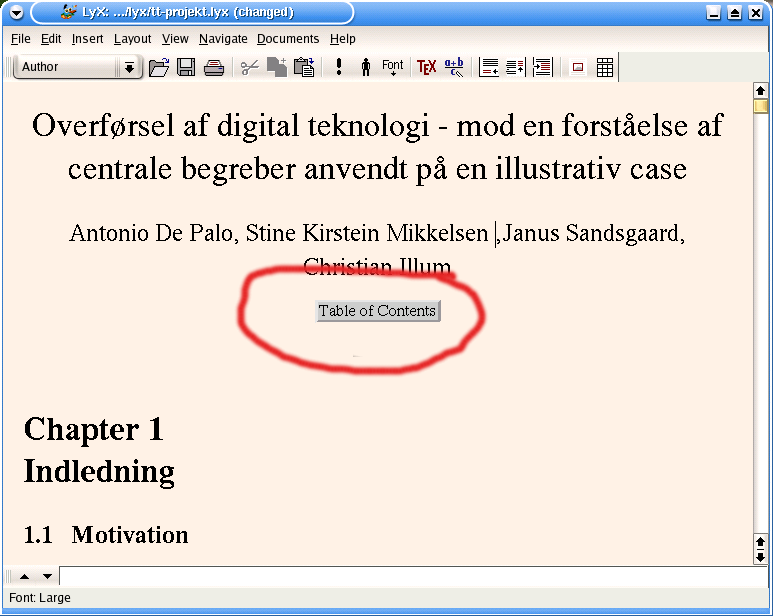 LyX: .../lyx/tt-projekt.lyx (changed)
File Edit Insert Layout View Navigate Documents Help
Author Font TEX a+b
Overførsel af digital teknologi - mod en forståelse af
centrale begreber anvendt på en illustrativ case
Antonio De Palo, Stine Kirstein Mikkelsen ,Janus Sandsgaard,
Christian Illum
Table of Contents
Chapter 1
Indledning
1.1 Motivation
Font: Large